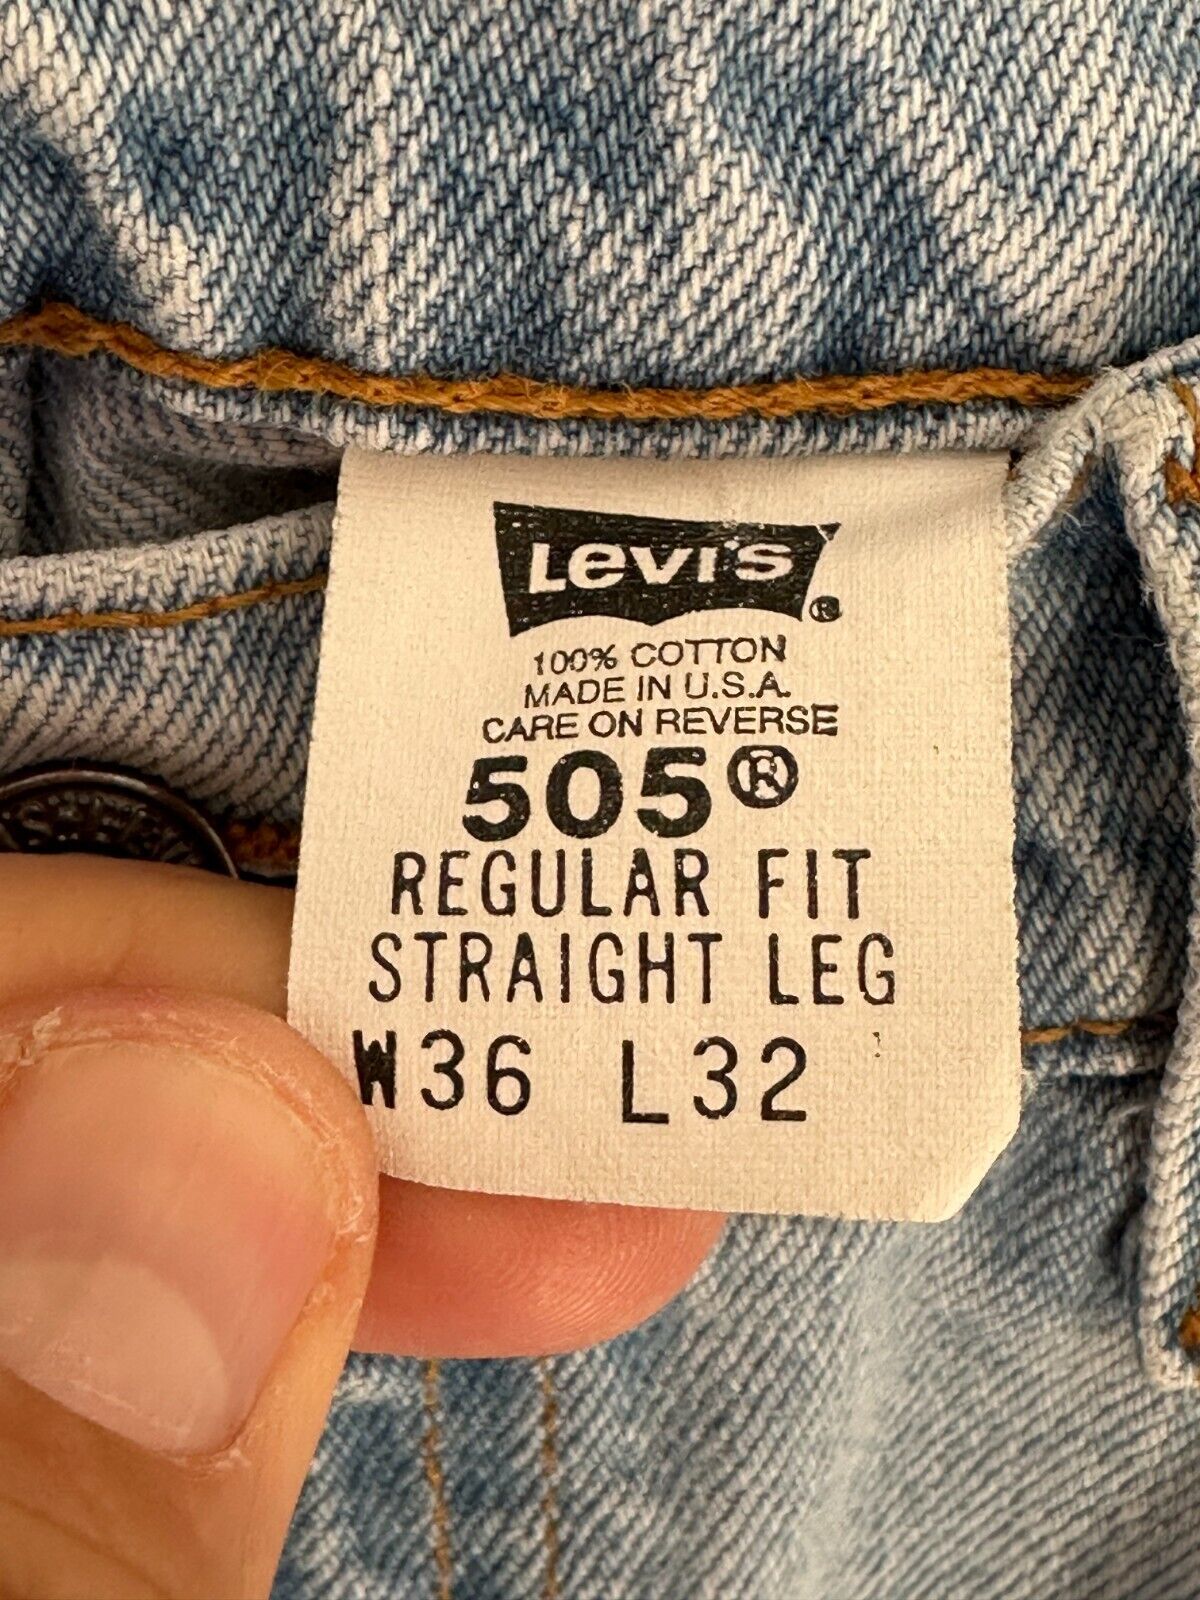 Levi's ®
100% COTTON
MADE IN U.S.A.
CARE ON REVERSE
505®
REGULAR FIT
STRAIGHT LEG
W36 L32